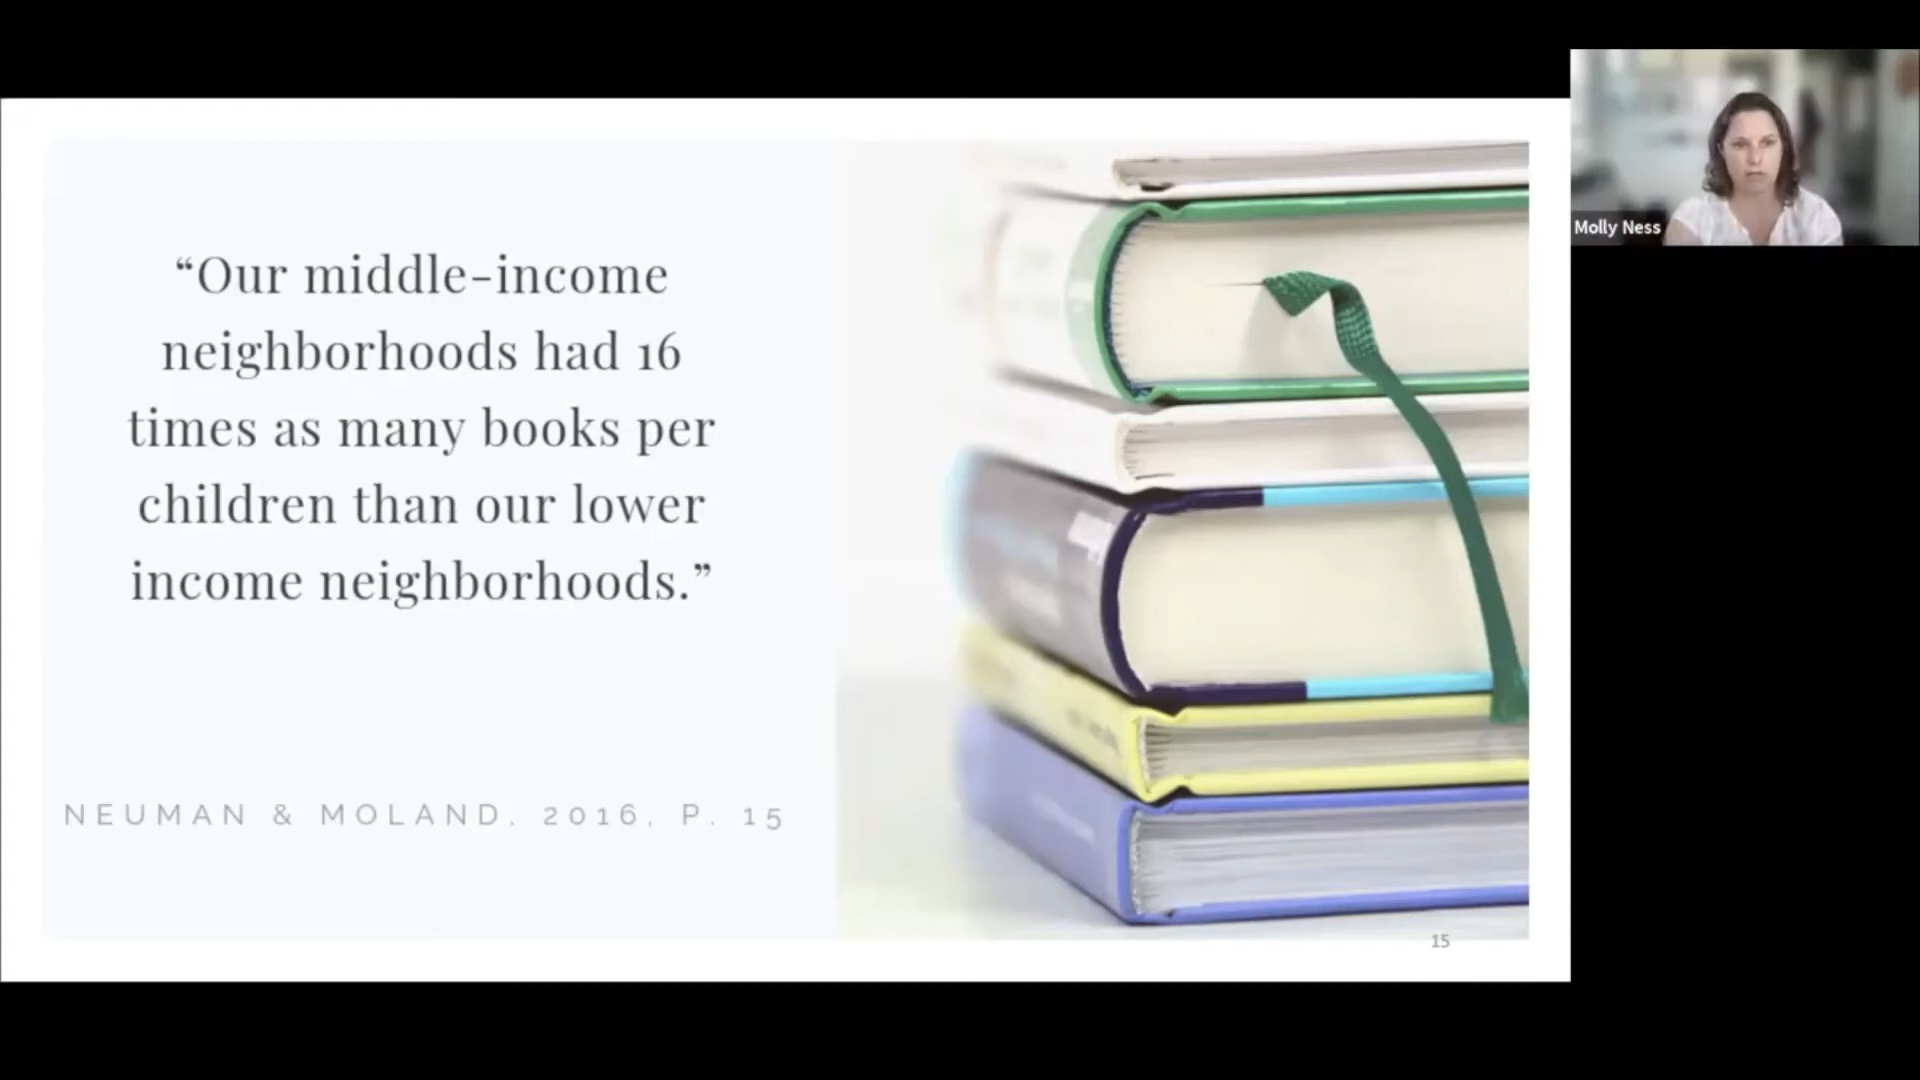 “Our middle-income
neighborhoods had 16
times as many books per
children than our lower
income neighborhoods.”
NEUMAN & MOLAND, 2016, P. 15
15
Molly Ness